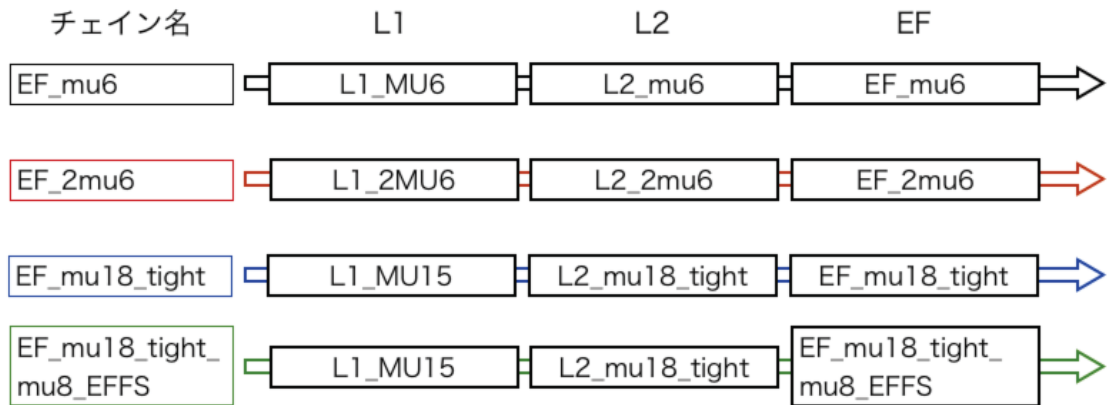 チェイン名 L1 L2 EF
EF_mu6 L1_MU6 L2_mu6 EF_mu6
EF_2mu6 L1_2MU6 L2_2mu6 EF_2mu6
EF_mu18_tight L1_MU15 L2_mu18_tight EF_mu18_tight
EF_mu18_tight_
mu8_EFFS
L1_MU15 L2_mu18_tight
EF_mu18_tight_
mu8_EFFS